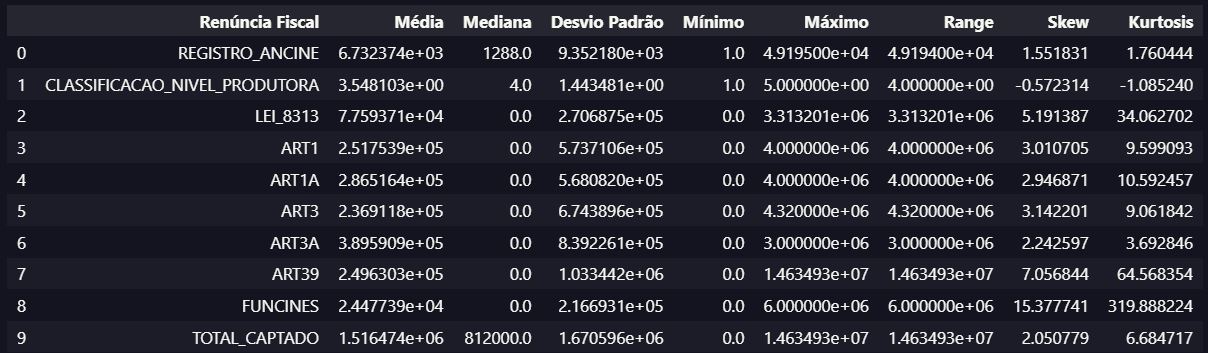 Renúncia Fiscal Média Mediana Desvio Padrão Mínimo Máximo Range Skew Kurtosis
0 REGISTRO_ANCINE 6.732374e+03 1288.0 9.352180e+03 1.0 4.919500e+04 4.919400e+04 1.551831 1.760444
1 CLASSIFICACAO_NIVEL_PRODUTORA 3.548103e+00 4.0 1.443481e+00 1.0 5.000000e+00 4.000000e+00 -0.572314 -1.085240
2 LEI_8313 7.759371e+04 0.0 2.706875e+05 0.0 3.313201e+06 3.313201e+06 5.191387 34.062702
3 ART1 2.517539e+05 0.0 5.737106e+05 0.0 4.000000e+06 4.000000e+06 3.010705 9.599093
4 ART1A 2.865164e+05 0.0 5.680820e+05 0.0 4.000000e+06 4.000000e+06 2.946871 10.592457
5 ART3 2.369118e+05 0.0 6.743896e+05 0.0 4.320000e+06 4.320000e+06 3.142201 9.061842
6 ART3A 3.895909e+05 0.0 8.392261e+05 0.0 3.000000e+06 3.000000e+06 2.242597 3.692846
7 ART39 2.496303e+05 0.0 1.033442e+06 0.0 1.463493e+07 1.463493e+07 7.056844 64.568354
8 FUNCINES 2.447739e+04 0.0 2.166931e+05 0.0 6.000000e+06 6.000000e+06 15.377741 319.888224
9 TOTAL_CAPTADO 1.516474e+06 812000.0 1.670596e+06 0.0 1.463493e+07 1.463493e+07 2.050779 6.684717